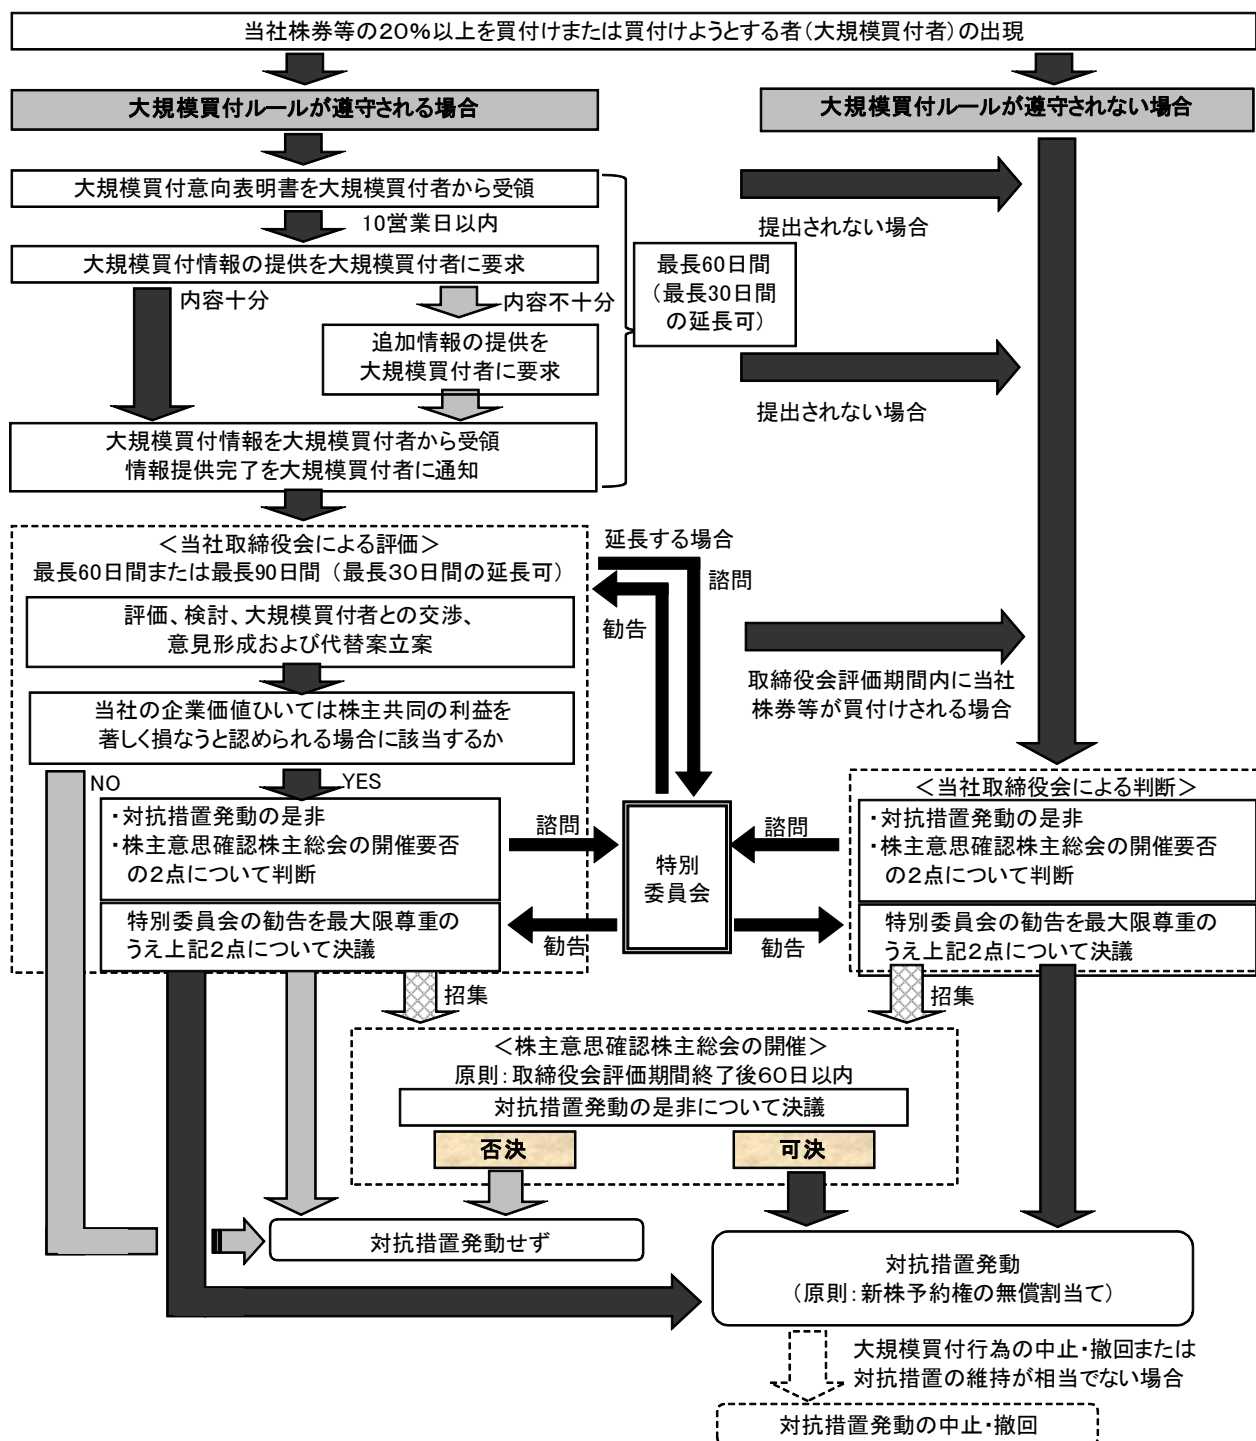 当社株券等の20%以上を買付けまたは買付けようとする者(大規模買付者)の出現
大規模買付ルールが遵守される場合
大規模買付ルールが遵守されない場合
大規模買付意向表明書を大規模買付者から受領
10営業日以内
提出されない場合
大規模買付情報の提供を大規模買付者に要求
最長60日間
(最長30日間
の延長可)
内容十分
内容不十分
追加情報の提供を
大規模買付者に要求
提出されない場合
大規模買付情報を大規模買付者から受領
情報提供完了を大規模買付者に通知
<当社取締役会による評価>
最長60日間または最長90日間 (最長30日間の延長可)
延長する場合
諮問
勧告
評価、検討、大規模買付者との交渉、
意見形成および代替案立案
取締役会評価期間内に当社
株券等が買付けされる場合
当社の企業価値ひいては株主共同の利益を
著しく損なうと認められる場合に該当するか
NO
YES
<当社取締役会による判断>
・対抗措置発動の是非
・株主意思確認株主総会の開催要否
の2点について判断
諮問
特別
委員会
諮問
・対抗措置発動の是非
・株主意思確認株主総会の開催要否
の2点について判断
特別委員会の勧告を最大限尊重の
うえ上記2点について決議
勧告
勧告
特別委員会の勧告を最大限尊重の
うえ上記2点について決議
招集
招集
<株主意思確認株主総会の開催>
原則:取締役会評価期間終了後60日以内
対抗措置発動の是非について決議
否決
可決
対抗措置発動せず
対抗措置発動
(原則:新株予約権の無償割当て)
大規模買付行為の中止・撤回または
対抗措置の維持が相当でない場合
対抗措置発動の中止・撤回